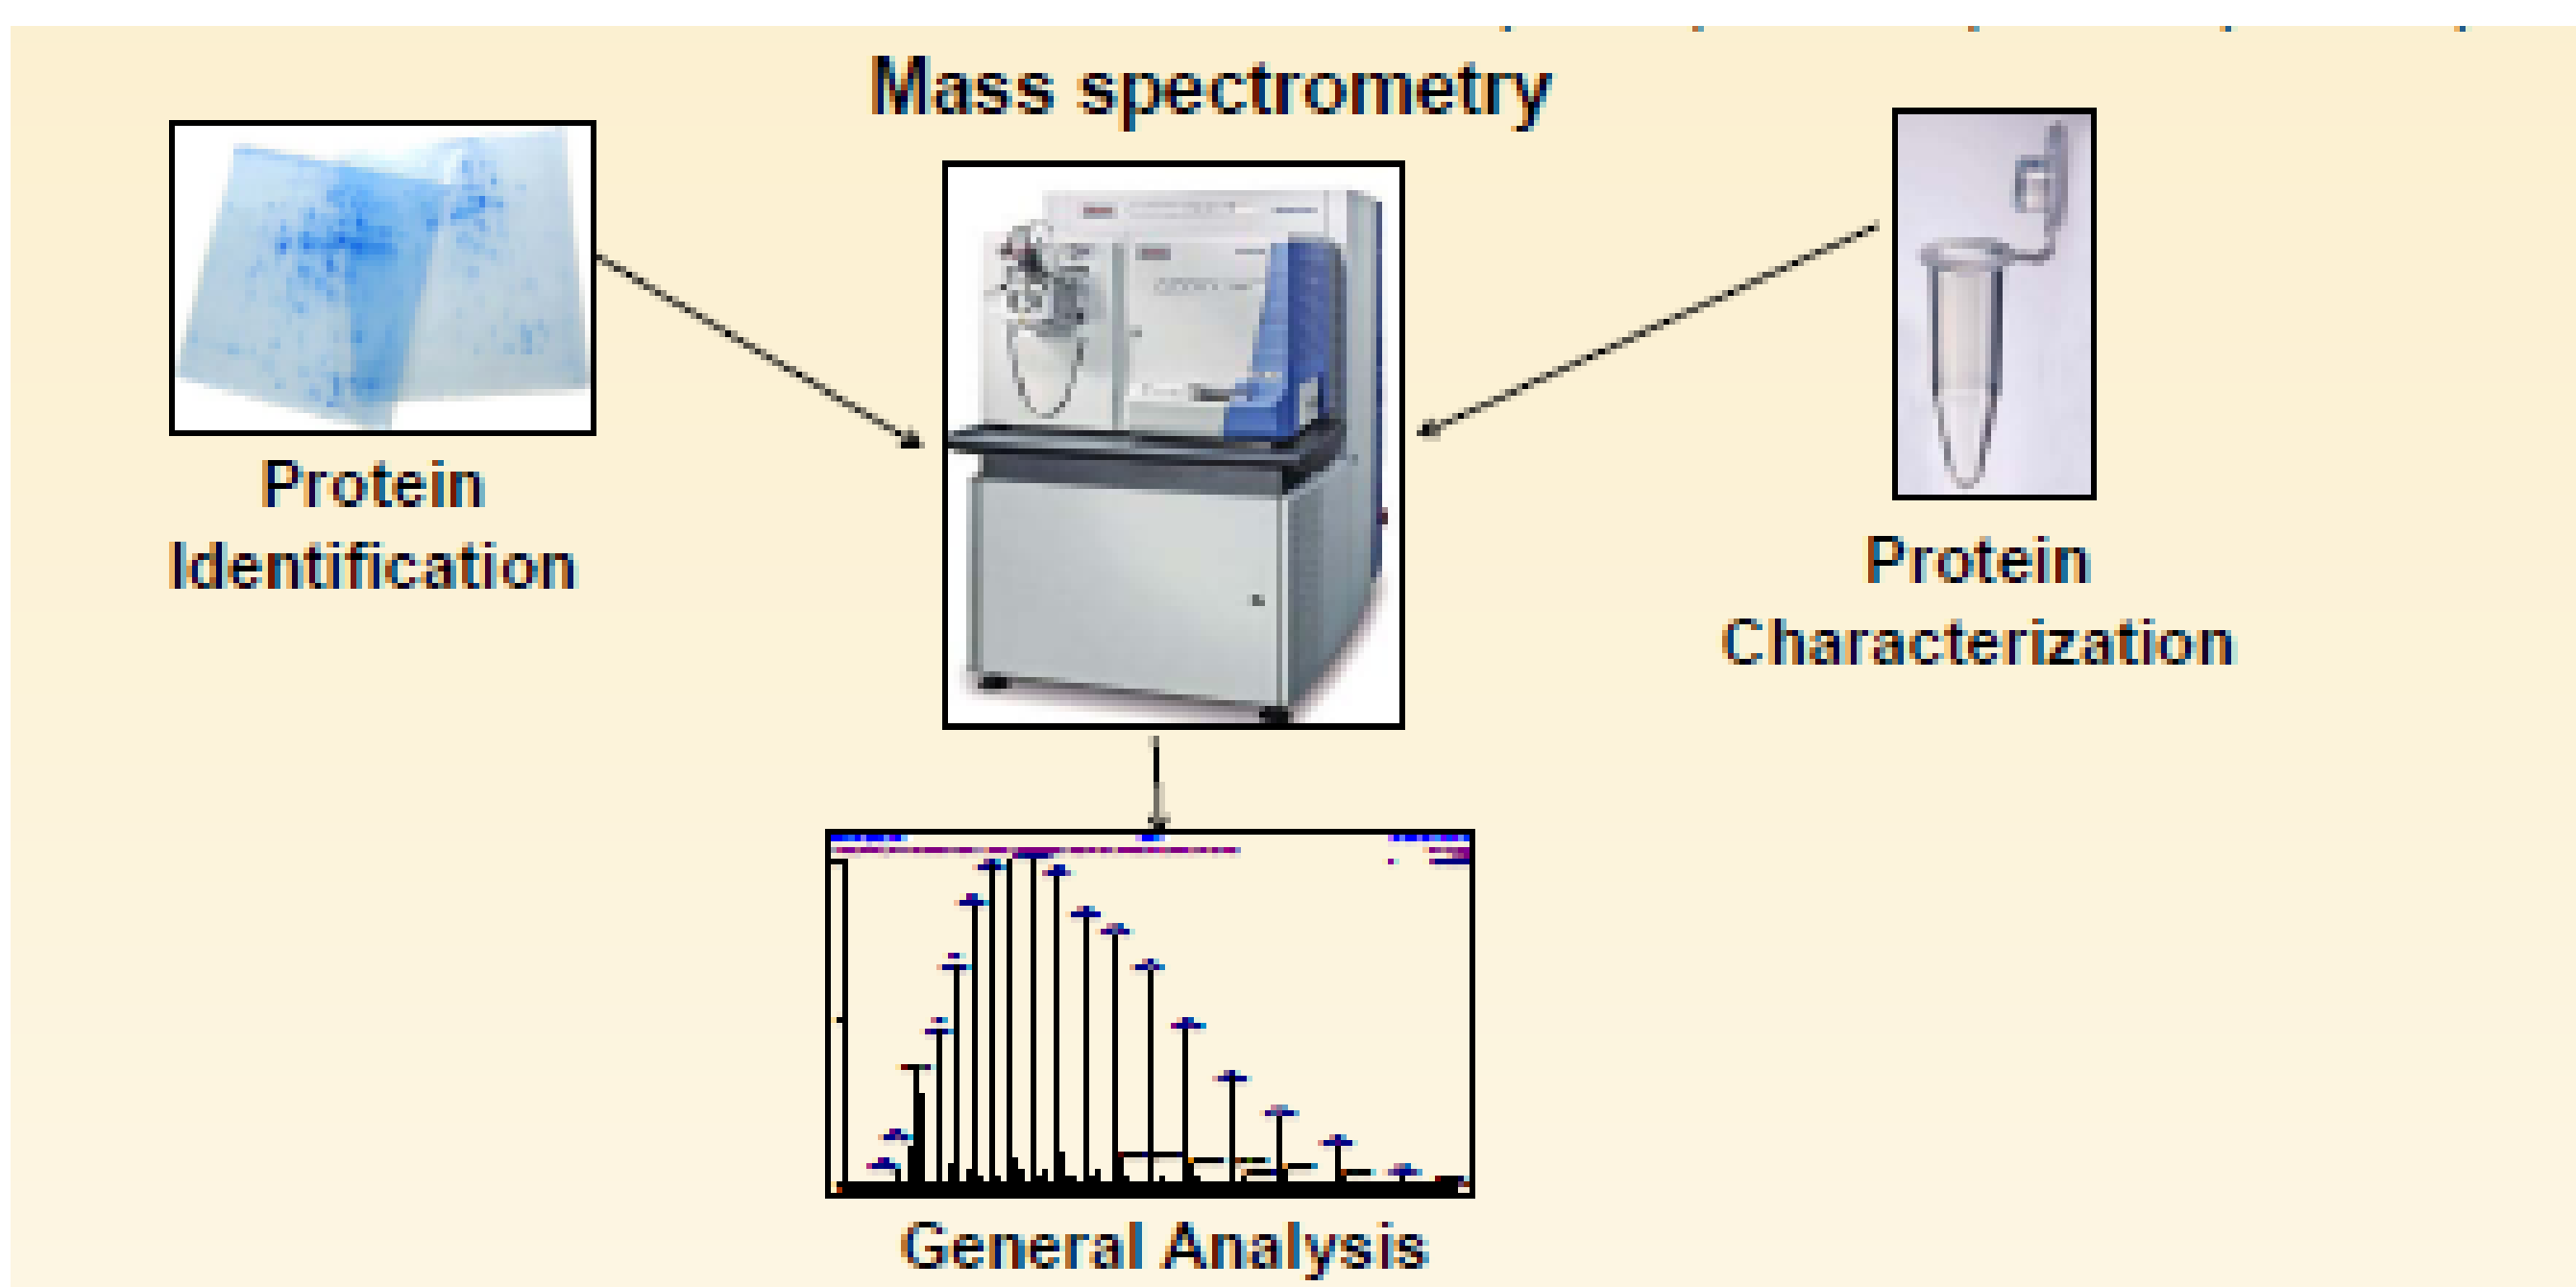 Mass spectrometry
Protein
Identification
Protein
Characterization
General Analysis